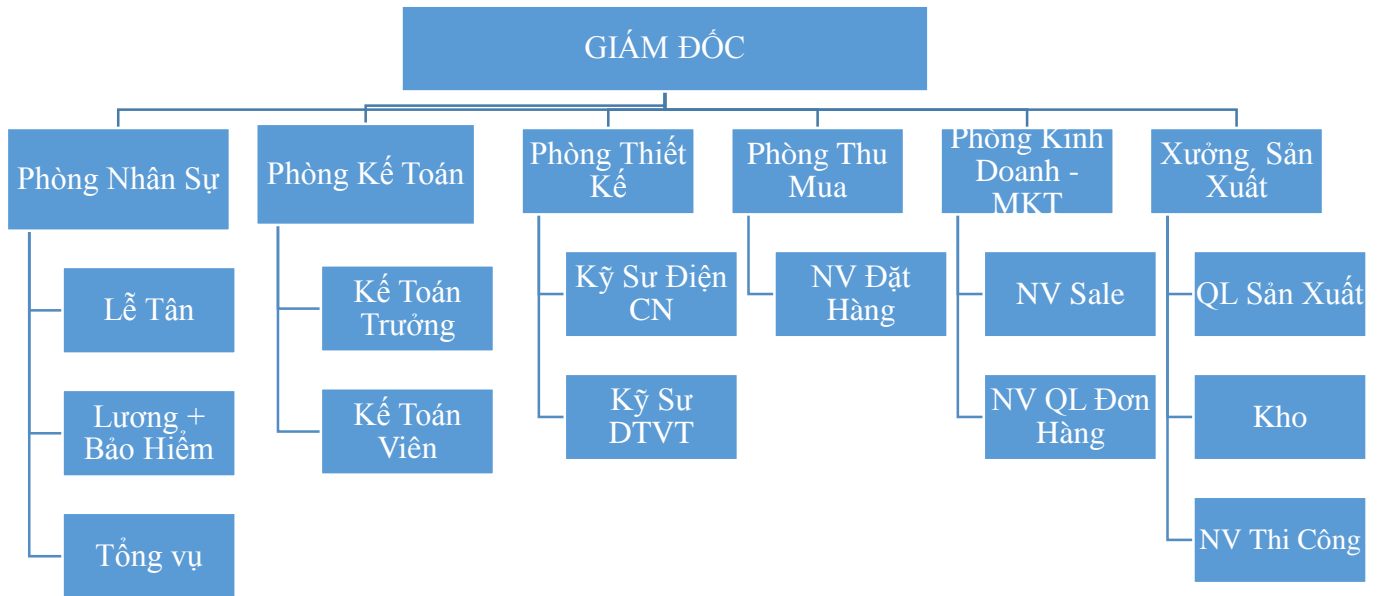 GIÁM ĐỐC
Phòng Nhân Sự
Lễ Tân
Lương +
Bảo Hiểm
Tổng vụ
Phòng Kế Toán
Kế Toán
Trưởng
Kế Toán
Viên
Phòng Thiết
Kế
Kỹ Sư Điện
CN
Kỹ Sư
DTVT
Phòng Thu
Mua
NV Đặt
Hàng
Phòng Kinh
Doanh -
MKT
NV Sale
NV QL Đơn
Hàng
Xưởng Sản
Xuất
QL Sản Xuất
Kho
NV Thi Công